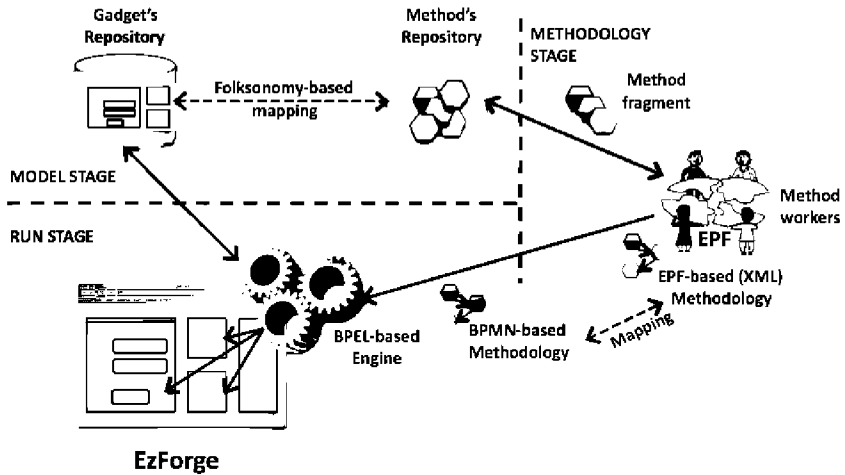 Gadget's
Repository
Method's
Repository
METHODOLOGY
STAGE
Folksonomy-based
mapping
Method
fragment
MODEL STAGE
Method
workers
RUN STAGE
EPF
EPF-based (XML)
Methodology
BPEL-based
Engine
BPMN-based
Methodology
Mapping
EzForge